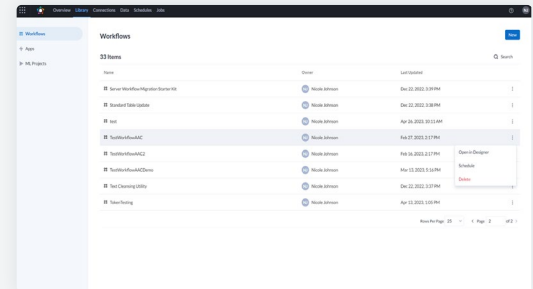 Overview Library Connections Data Schedules Jobs
NJ
Workflows
Apps
ML Projects
Workflows
New
33 Items
Search
Name Owner Last Updated
Server Workflow Migration Starter Kit NJ Nicole Johnson Dec 22, 2022, 3:39 PM
Standard Table Update NJ Nicole Johnson Dec 22, 2022, 3:38 PM
test NJ Nicole Johnson Apr 26, 2023, 10:11 AM
TestWorkflowAAC NJ Nicole Johnson Feb 27, 2023, 2:17 PM
TestWorkflowAAC2 NJ Nicole Johnson Feb 16, 2023, 2:17 PM
TestWorkflowAACDemo NJ Nicole Johnson Mar 13, 2023, 5:16 PM
Text Cleansing Utility NJ Nicole Johnson Dec 22, 2022, 3:37 PM
Token Testing NJ Nicole Johnson Apr 13, 2023, 1:05 PM
Open in Designer
Schedule
Delete
Rows Per Page 25 Page 2 of 2